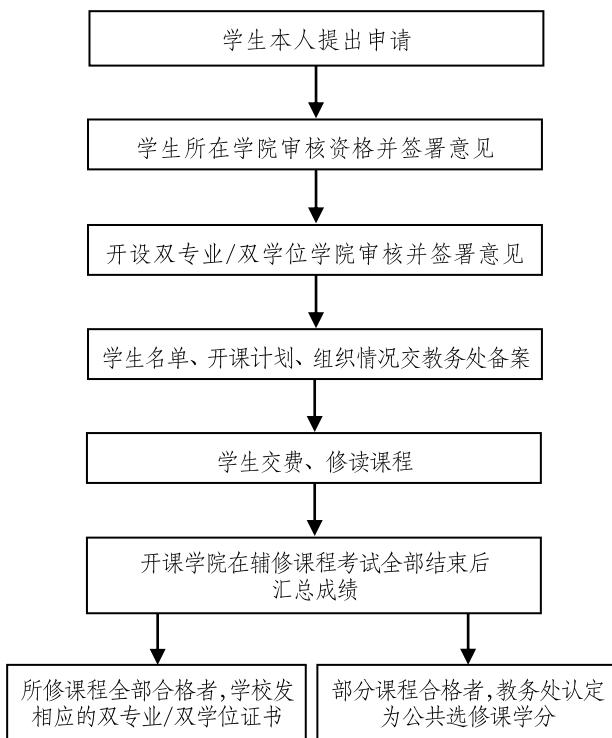 学生本人提出申请
学生所在学院审核资格并签署意见
开设双专业/双学位学院审核并签署意见
学生名单、开课计划、组织情况交教务处备案
学生交费、修读课程
开课学院在辅修课程考试全部结束后
汇总成绩
所修课程全部合格者,学校发
相应的双专业/双学位证书
部分课程合格者,教务处认定
为公共选修课学分